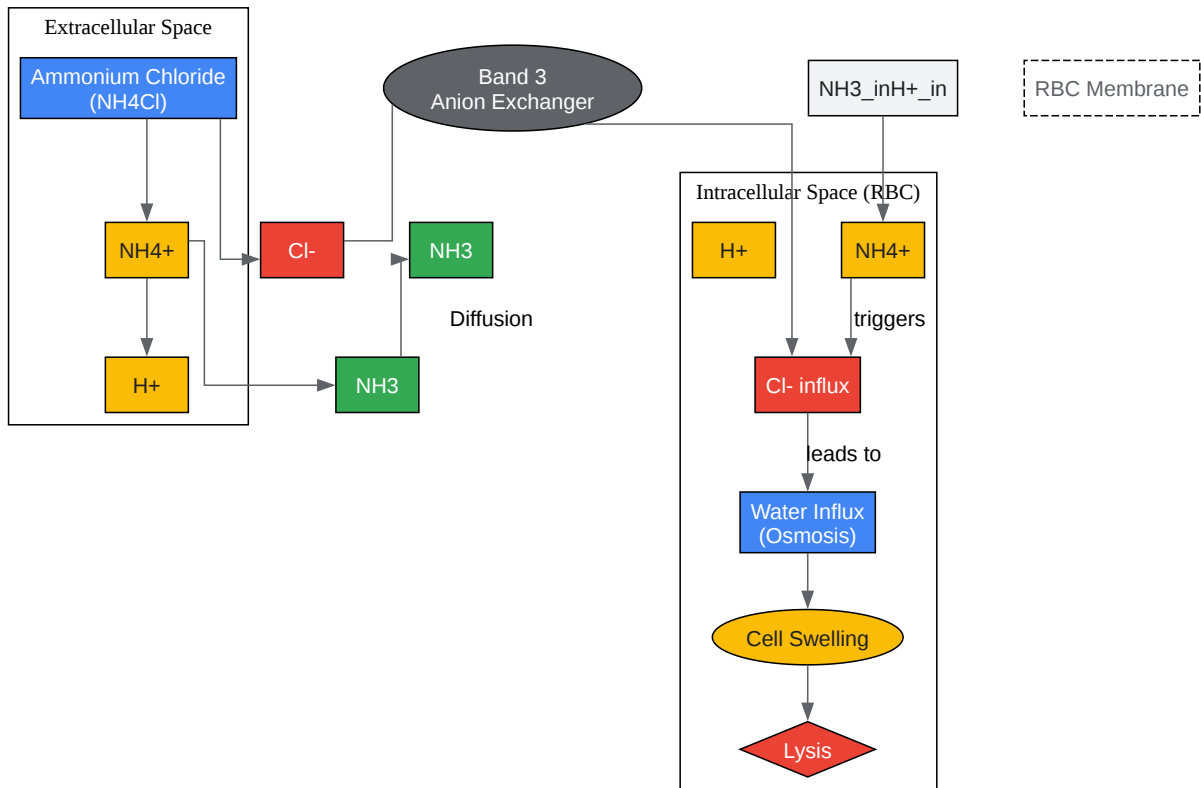 Extracellular Space
Ammonium Chloride
(NH4Cl)
Band 3
Anion Exchanger
NH3_inH+_in
RBC Membrane
Intracellular Space (RBC)
NH4+
Cl-
NH3
H+
NH4+
Diffusion
triggers
H+
NH3
Cl- influx
leads to
Water Influx
(Osmosis)
Cell Swelling
Lysis